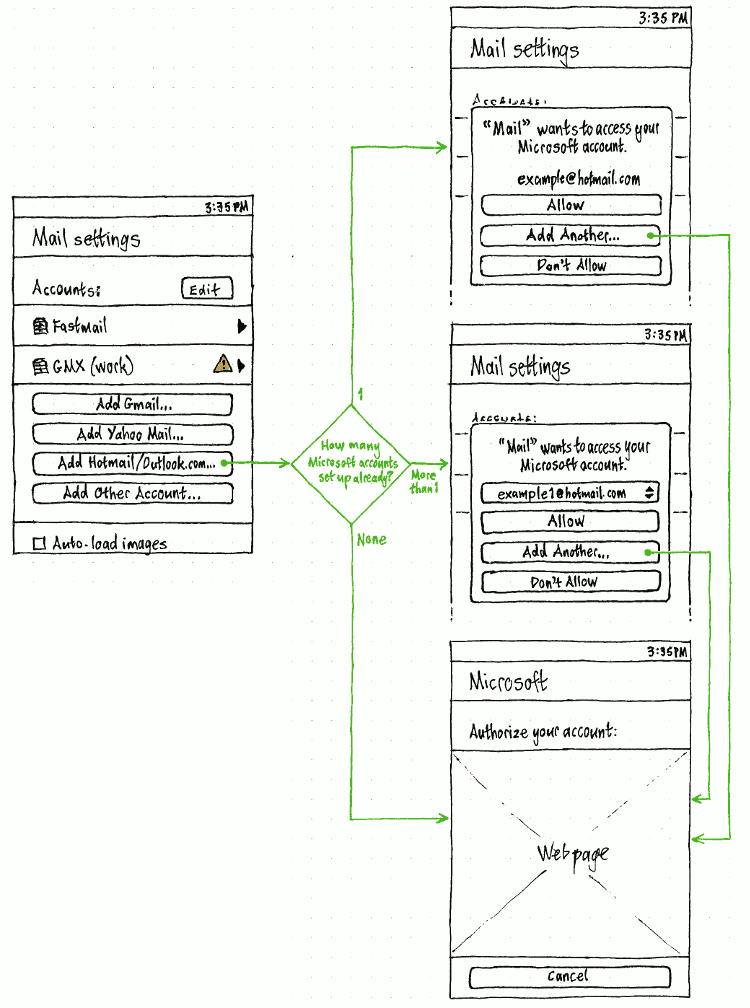 3:35 PM
Mail settings
Accounts:
Edit
Fastmail
GMX (work)
Add Gmail...
Add Yahoo Mail...
Add Hotmail/Outlook.com...
Add Other Account...
Auto-load images
How many
Microsoft accounts
set up already?
1
More
than 1
None
3:35 PM
Mail settings
Accounts:
"Mail" wants to access your
Microsoft account.
example@hotmail.com
Allow
Add Another...
Don't Allow
3:35 PM
Mail settings
Accounts:
"Mail" wants to access your
Microsoft account.
example1@hotmail.com
Allow
Add Another...
Don't Allow
3:35 PM
Microsoft
Authorize your account:
Web page
Cancel